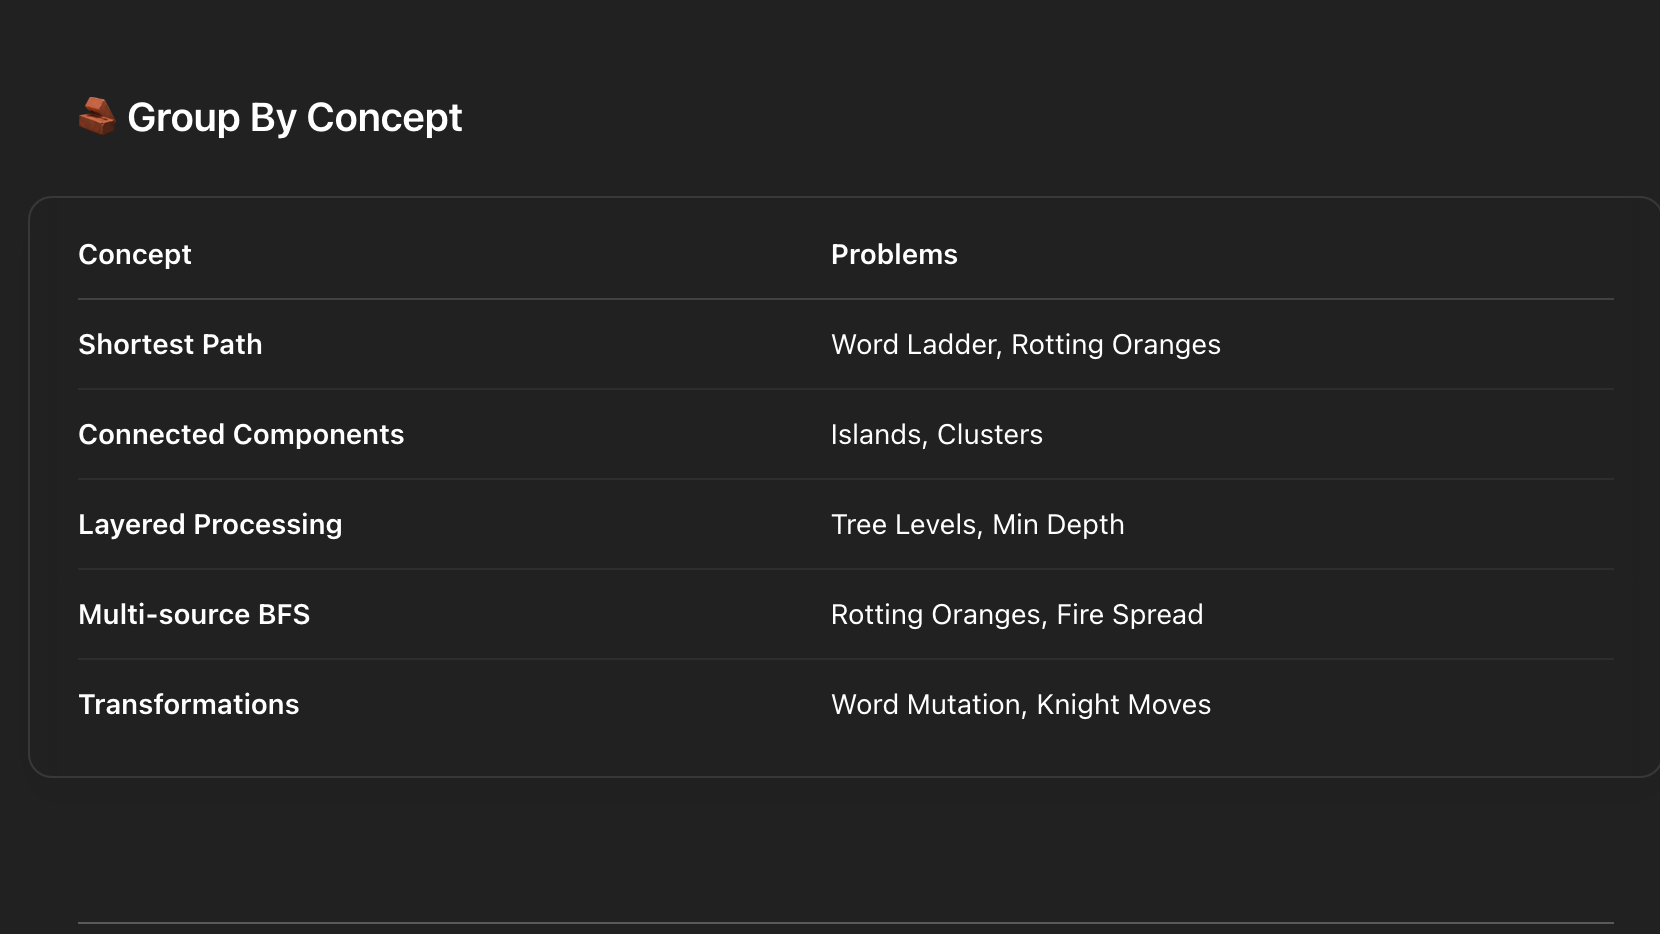 🧱 Group By Concept
Concept Problems
Shortest Path Word Ladder, Rotting Oranges
Connected Components Islands, Clusters
Layered Processing Tree Levels, Min Depth
Multi-source BFS Rotting Oranges, Fire Spread
Transformations Word Mutation, Knight Moves